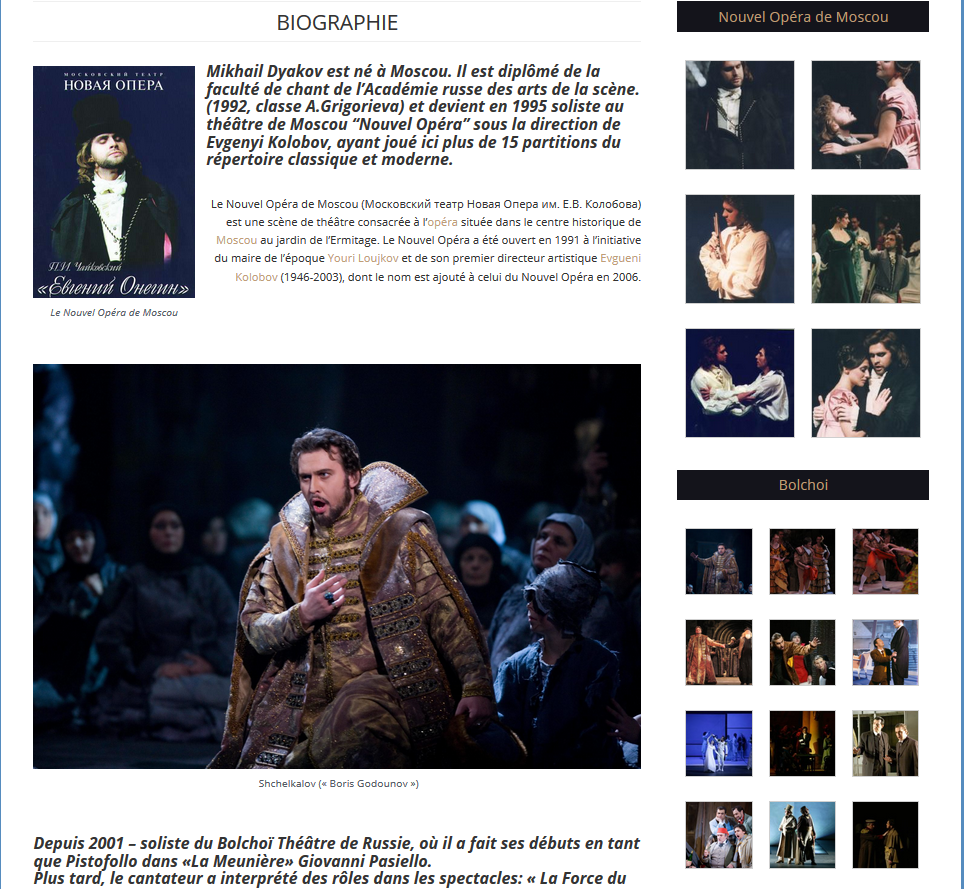 BIOGRAPHIE
МОСКОВСКИЙ ТЕАТР
НОВАЯ ОПЕРА
П.И. Чайковский
«Евгений Онегин»
Le Nouvel Opéra de Moscou
Mikhail Dyakov est né à Moscou. Il est diplômé de la
faculté de chant de l’Académie russe des arts de la scène.
(1992, classe A.Grigorieva) et devient en 1995 soliste au
théâtre de Moscou “Nouvel Opéra” sous la direction de
Evgenyi Kolobov, ayant joué ici plus de 15 partitions du
répertoire classique et moderne.
Le Nouvel Opéra de Moscou (Московский театр Новая Опера им. Е.В. Колобова)
est une scène de théâtre consacrée à l’opéra située dans le centre historique de
Moscou au jardin de l’Ermitage. Le Nouvel Opéra a été ouvert en 1991 à l’initiative
du maire de l’époque Youri Loujkov et de son premier directeur artistique Evgueni
Kolobov (1946-2003), dont le nom est ajouté à celui du Nouvel Opéra en 2006.
Shchelkalov (« Boris Godounov »)
Depuis 2001 – soliste du Bolchoï Théâtre de Russie, où il a fait ses débuts en tant
que Pistofollo dans «La Meunière» Giovanni Pasiello.
Plus tard, le cantateur a interprété des rôles dans les spectacles: « La Force du
Nouvel Opéra de Moscou
Bolchoi